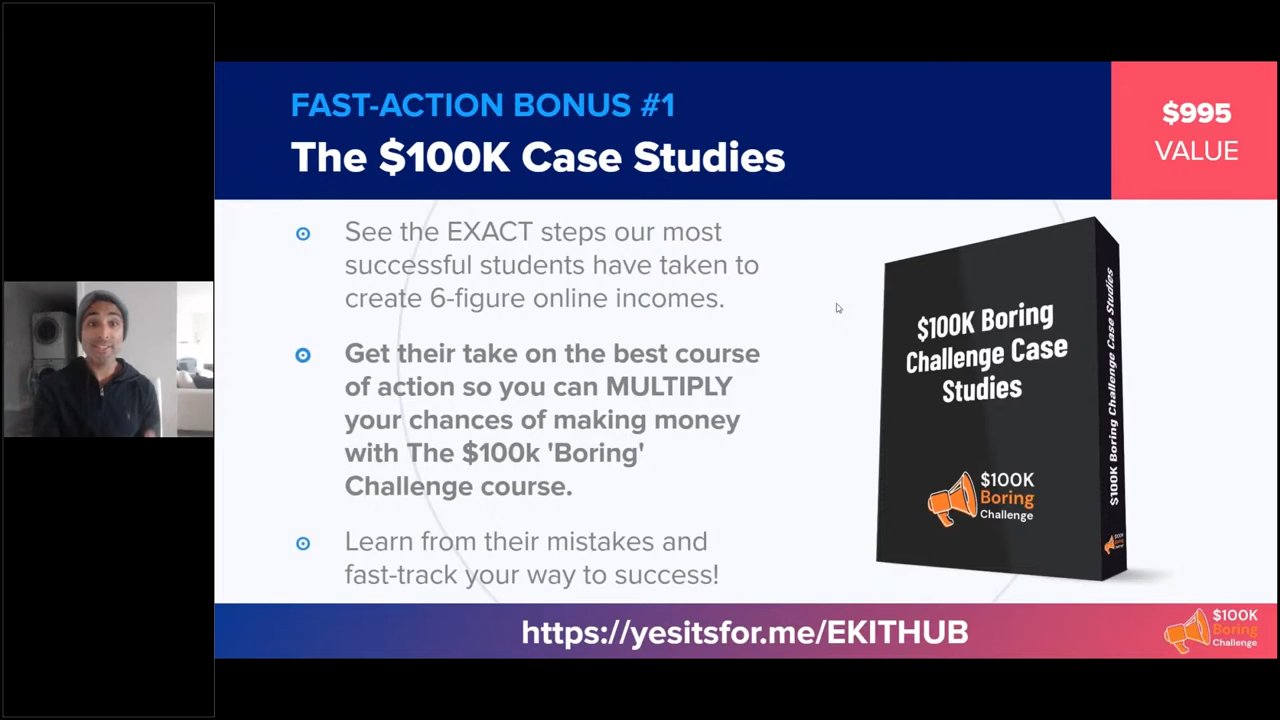 FAST-ACTION BONUS #1
The $100K Case Studies
$995
VALUE
See the EXACT steps our most
successful students have taken to
create 6-figure online incomes.
Get their take on the best course
of action so you can MULTIPLY
your chances of making money
with The $100k 'Boring'
Challenge course.
Learn from their mistakes and
fast-track your way to success!
$100K Boring
Challenge Case
Studies
$100K
Boring
Challenge
$100K Boring Challenge Case Studies
https://yesitsfor.me/EKITHUB
$100K
Boring
Challenge